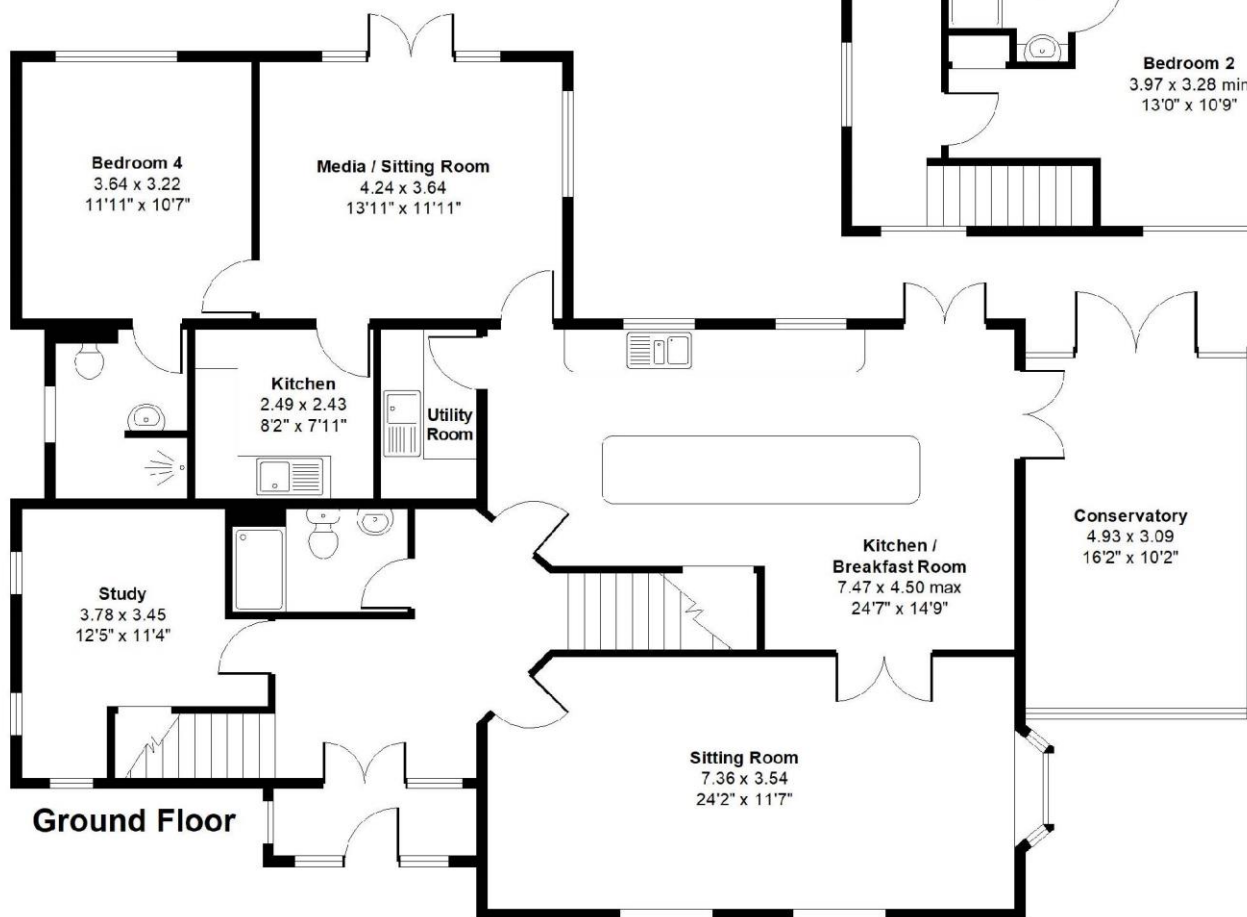 Bedroom 2
3.97 x 3.28 min
13'0" x 10'9"
Bedroom 4
3.64 x 3.22
11'11" x 10'7"
Media / Sitting Room
4.24 x 3.64
13'11" x 11'11"
Kitchen
2.49 x 2.43
8'2" x 7'11"
Utility
Room
Conservatory
4.93 x 3.09
16'2" x 10'2"
Kitchen /
Breakfast Room
7.47 x 4.50 max
24'7" x 14'9"
Study
3.78 x 3.45
12'5" x 11'4"
Sitting Room
7.36 x 3.54
24'2" x 11'7"
Ground Floor